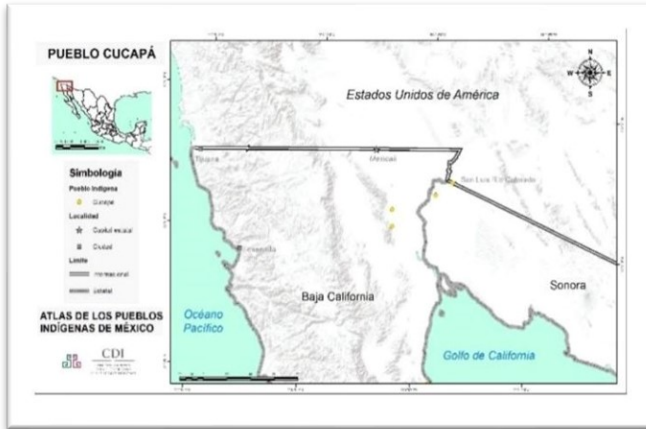 PUEBLO CUCAPÁ
Simbología
Pueblo Indígena
Cucapá
Localidad
Capital estatal
Ciudad
Límite
Internacional
Estatal
ATLAS DE LOS PUEBLOS
INDÍGENAS DE MÉXICO
CDI
Estados Unidos de América
N
W
E
S
Tijuana
Mexicali
San Luis Río Colorado
Ensenada
Baja California
Sonora
Océano
Pacífico
Golfo de California